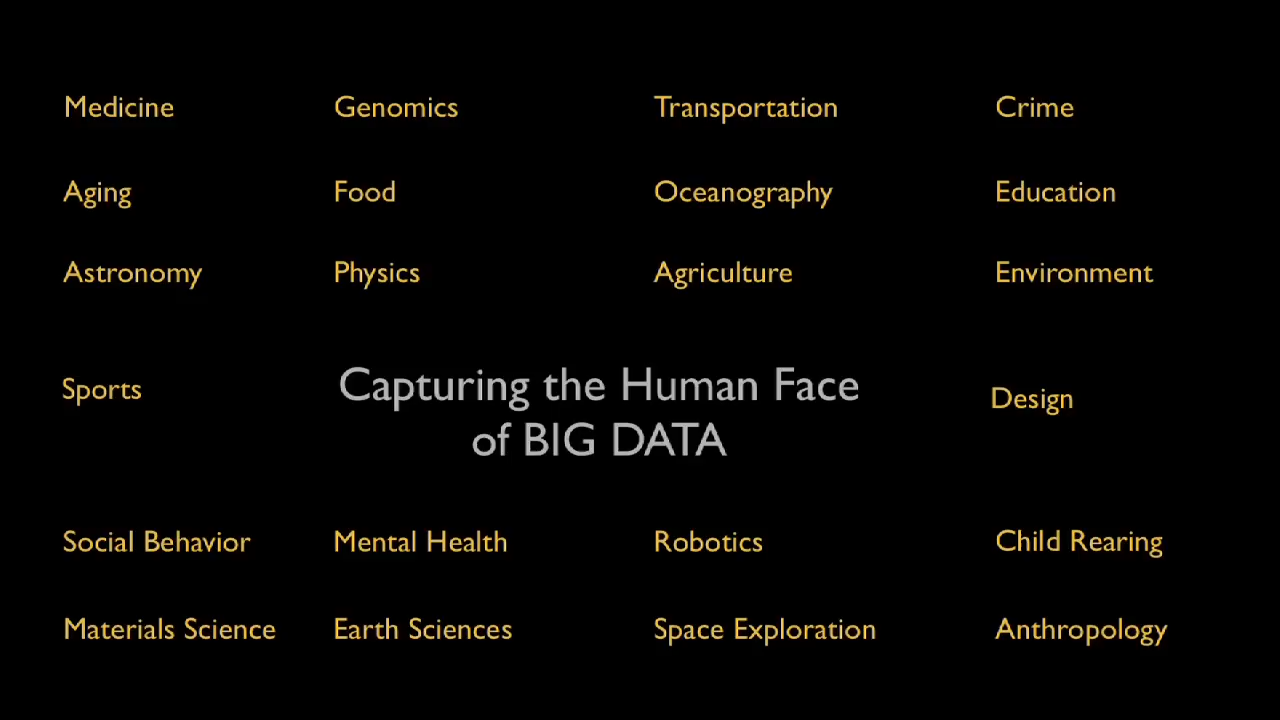 Medicine
Genomics
Transportation
Crime
Aging
Food
Oceanography
Education
Astronomy
Physics
Agriculture
Environment
Sports
Capturing the Human Face
of BIG DATA
Design
Social Behavior
Mental Health
Robotics
Child Rearing
Materials Science
Earth Sciences
Space Exploration
Anthropology